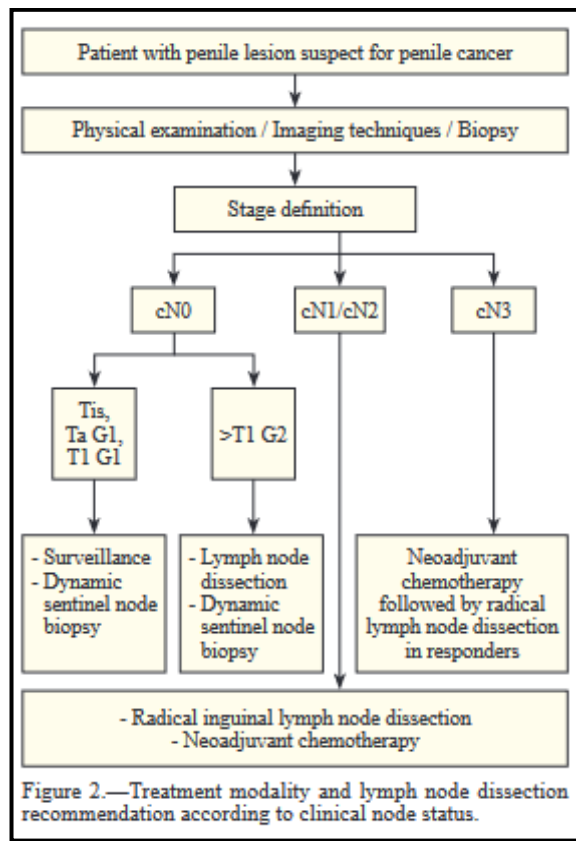 Patient with penile lesion suspect for penile cancer
Physical examination / Imaging techniques / Biopsy
Stage definition
cN0
cN1/cN2
cN3
Tis,
Ta G1,
T1 G1
>T1 G2
- Surveillance
- Dynamic
sentinel node
biopsy
- Lymph node
dissection
- Dynamic
sentinel node
biopsy
Neoadjuvant
chemotherapy
followed by radical
lymph node dissection
in responders
- Radical inguinal lymph node dissection
- Neoadjuvant chemotherapy
Figure 2.—Treatment modality and lymph node dissection
recommendation according to clinical node status.